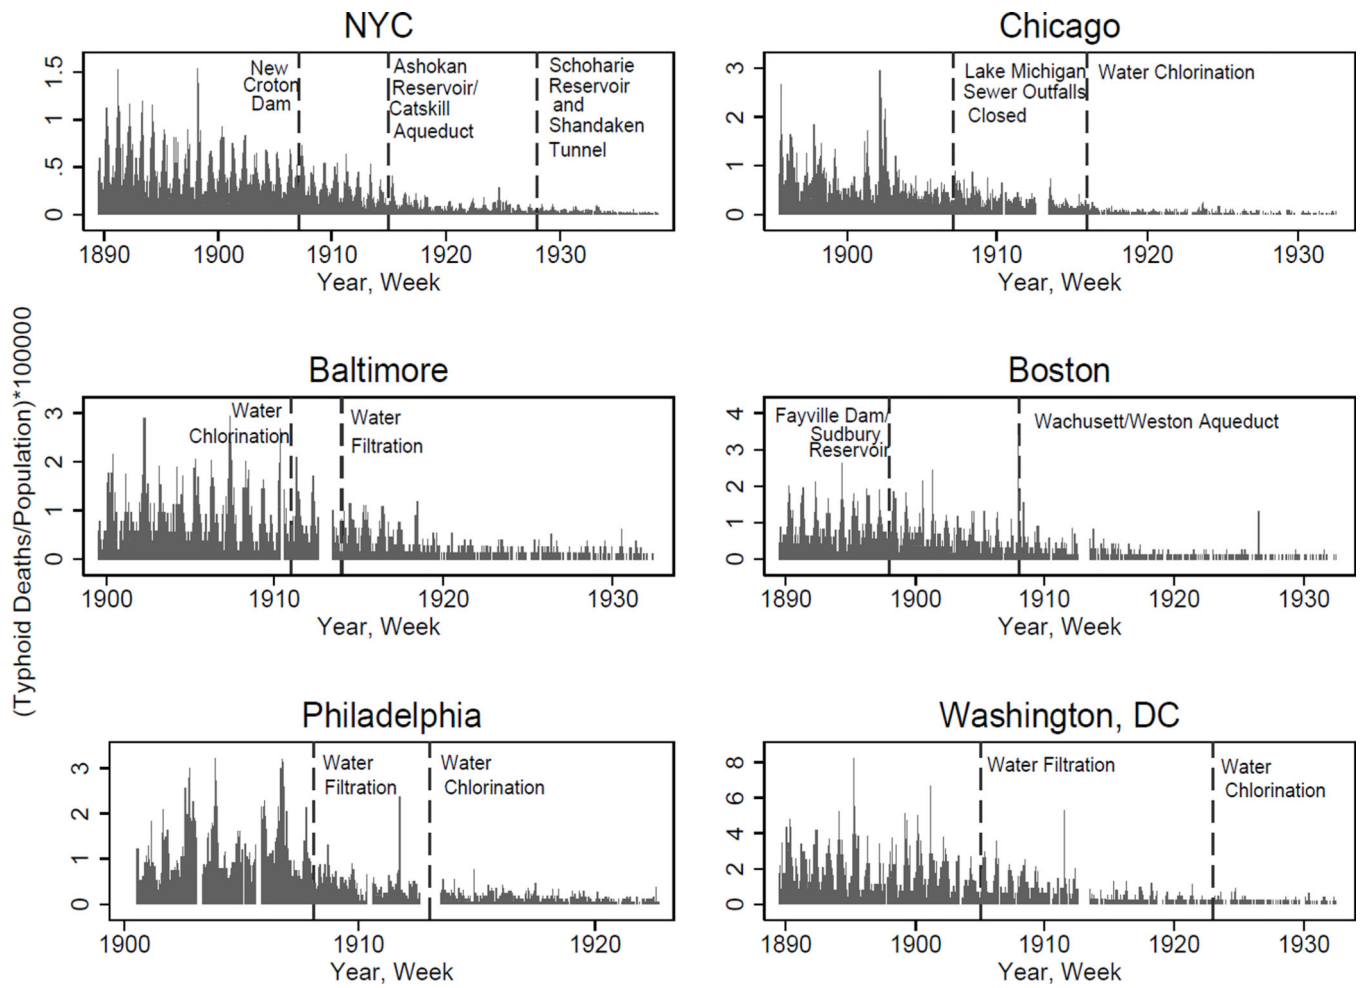 NYC
New
Croton
Dam
Ashokan
Reservoir/
Catskill
Aqueduct
Schoharie
Reservoir
and
Shandaken
Tunnel
1.5
1
.5
0
1890 1900 1910 1920 1930
Year, Week
Chicago
Lake Michigan
Sewer Outfalls
Closed
Water Chlorination
3
2
1
0
1900 1910 1920 1930
Year, Week
(Typhoid Deaths/Population)*100000
Baltimore
Water
Chlorination
Water
Filtration
3
2
1
0
1900 1910 1920 1930
Year, Week
Boston
Fayville Dam/
Sudbury
Reservoir
Wachusett/Weston Aqueduct
4
3
2
1
0
1890 1900 1910 1920 1930
Year, Week
Philadelphia
Water
Filtration
Water
Chlorination
3
2
1
0
1900 1910 1920
Year, Week
Washington, DC
Water Filtration
Water
Chlorination
8
6
4
2
0
1890 1900 1910 1920 1930
Year, Week